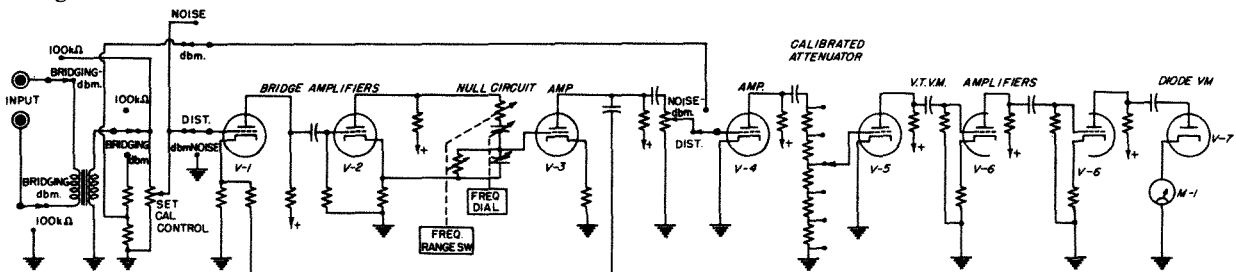 NOISE
CALIBRATED
ATTENUATOR
100kΩ
dbm.
BRIDGING-
dbm.
100kΩ
BRIDGE AMPLIFIERS
NULL CIRCUIT
AMP
AMP.
V.T.V.M.
AMPLIFIERS
DIODE VM
INPUT
DIST.
NOISE-
dbm.
DIST.
BRIDGING
dbm
dbmNOISE
V-1
V-2
V-3
V-4
V-5
V-6
V-6
V-7
BRIDGING
dbm.
SET
CAL
CONTROL
FREQ
DIAL
M-1
100kΩ
FREQ.
RANGE SW
+
+
+
+
+
+
+